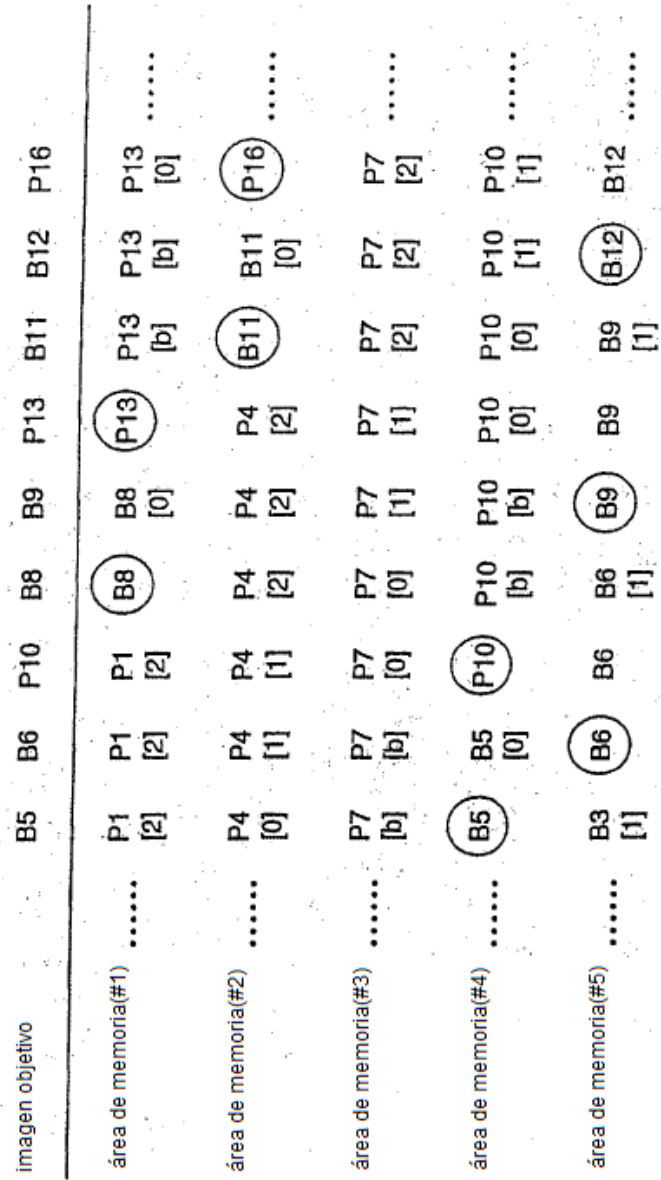 imagen objetivo B5 B6 P10 B8 B9 P13 B11 B12 P16
área de memoria(#1) ...... P1 P1 P1 B8 B8 P13 P13 P13 P13 ......
[2] [2] [2] [0] [b] [b] [0]
área de memoria(#2) ...... P4 P4 P4 P4 P4 P4 B11 B11 P16 ......
[0] [1] [1] [2] [2] [2] [0]
área de memoria(#3) ...... P7 P7 P7 P7 P7 P7 P7 P7 P7 ......
[b] [b] [0] [0] [1] [1] [2] [2] [2]
área de memoria(#4) ...... B5 B5 P10 P10 P10 P10 P10 P10 P10 ......
[0] [b] [b] [0] [0] [1] [1]
área de memoria(#5) ...... B3 B6 B6 B6 B9 B9 B9 B12 B12 ......
[1] [1] [1]